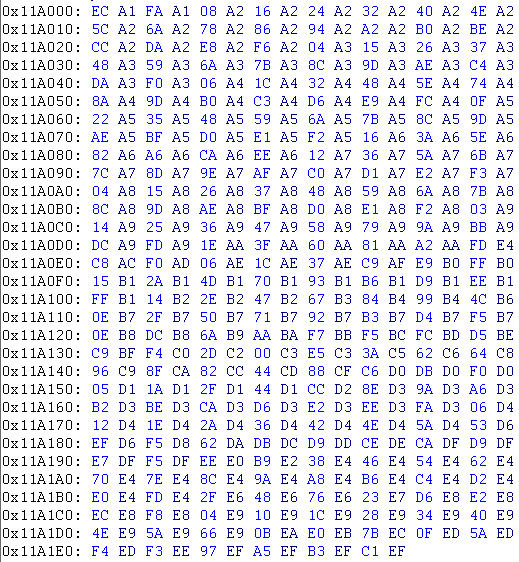 0x11A000: EC A1 FA A1 08 A2 16 A2 24 A2 32 A2 40 A2 4E A2
0x11A010: 5C A2 6A A2 78 A2 86 A2 94 A2 A2 A2 B0 A2 BE A2
0x11A020: CC A2 DA A2 E8 A2 F6 A2 04 A3 15 A3 26 A3 37 A3
0x11A030: 48 A3 59 A3 6A A3 7B A3 8C A3 9D A3 AE A3 C4 A3
0x11A040: DA A3 F0 A3 06 A4 1C A4 32 A4 48 A4 5E A4 74 A4
0x11A050: 8A A4 9D A4 B0 A4 C3 A4 D6 A4 E9 A4 FC A4 0F A5
0x11A060: 22 A5 35 A5 48 A5 59 A5 6A A5 7B A5 8C A5 9D A5
0x11A070: AE A5 BF A5 D0 A5 E1 A5 F2 A5 16 A6 3A A6 5E A6
0x11A080: 82 A6 A6 A6 CA A6 EE A6 12 A7 36 A7 5A A7 6B A7
0x11A090: 7C A7 8D A7 9E A7 AF A7 C0 A7 D1 A7 E2 A7 F3 A7
0x11A0A0: 04 A8 15 A8 26 A8 37 A8 48 A8 59 A8 6A A8 7B A8
0x11A0B0: 8C A8 9D A8 AE A8 BF A8 D0 A8 E1 A8 F2 A8 03 A9
0x11A0C0: 14 A9 25 A9 36 A9 47 A9 58 A9 79 A9 9A A9 BB A9
0x11A0D0: DC A9 FD A9 1E AA 3F AA 60 AA 81 AA A2 AA FD E4
0x11A0E0: C8 AC F0 AD 06 AE 1C AE 37 AE C9 AF E9 B0 FF B0
0x11A0F0: 15 B1 2A B1 4D B1 70 B1 93 B1 B6 B1 D9 B1 EE B1
0x11A100: FF B1 14 B2 2E B2 47 B2 67 B3 84 B4 99 B4 4C B6
0x11A110: 0E B7 2F B7 50 B7 71 B7 92 B7 B3 B7 D4 B7 F5 B7
0x11A120: 0E B8 DC B8 6A B9 AA BA F7 BB F5 BC FC BD D5 BE
0x11A130: C9 BF F4 C0 2D C2 00 C3 E5 C3 3A C5 62 C6 64 C8
0x11A140: 96 C9 8F CA 82 CC 44 CD 88 CF C6 D0 DB D0 F0 D0
0x11A150: 05 D1 1A D1 2F D1 44 D1 CC D2 8E D3 9A D3 A6 D3
0x11A160: B2 D3 BE D3 CA D3 D6 D3 E2 D3 EE D3 FA D3 06 D4
0x11A170: 12 D4 1E D4 2A D4 36 D4 42 D4 4E D4 5A D4 53 D6
0x11A180: EF D6 F5 D8 62 DA DB DC D9 DD CE DE CA DF D9 DF
0x11A190: E7 DF F5 DF EE E0 B9 E2 38 E4 46 E4 54 E4 62 E4
0x11A1A0: 70 E4 7E E4 8C E4 9A E4 A8 E4 B6 E4 C4 E4 D2 E4
0x11A1B0: E0 E4 FD E4 2F E6 48 E6 76 E6 23 E7 D6 E8 E2 E8
0x11A1C0: EC E8 F8 E8 04 E9 10 E9 1C E9 28 E9 34 E9 40 E9
0x11A1D0: 4E E9 5A E9 66 E9 0B EA E0 EB 7B EC 0F ED 5A ED
0x11A1E0: F4 ED F3 EE 97 EF A5 EF B3 EF C1 EF